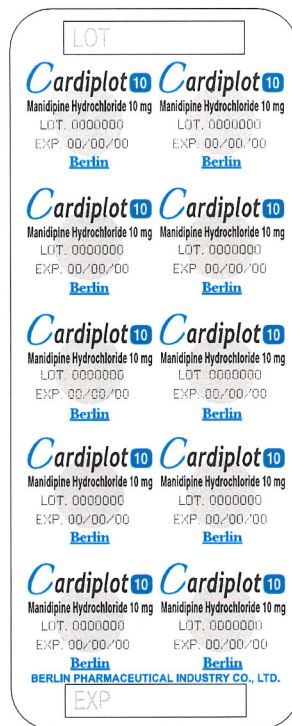 LOT
Cardiplot 10 Cardiplot 10
Manidipine Hydrochloride 10 mg Manidipine Hydrochloride 10 mg
LOT. 0000000 LOT. 0000000
EXP. 00/00/00 EXP. 00/00/00
Berlin Berlin
Cardiplot 10 Cardiplot 10
Manidipine Hydrochloride 10 mg Manidipine Hydrochloride 10 mg
LOT. 0000000 LOT. 0000000
EXP. 00/00/00 EXP. 00/00/00
Berlin Berlin
Cardiplot 10 Cardiplot 10
Manidipine Hydrochloride 10 mg Manidipine Hydrochloride 10 mg
LOT. 0000000 LOT. 0000000
EXP. 00/00/00 EXP. 00/00/00
Berlin Berlin
Cardiplot 10 Cardiplot 10
Manidipine Hydrochloride 10 mg Manidipine Hydrochloride 10 mg
LOT. 0000000 LOT. 0000000
EXP. 00/00/00 EXP. 00/00/00
Berlin Berlin
Cardiplot 10 Cardiplot 10
Manidipine Hydrochloride 10 mg Manidipine Hydrochloride 10 mg
LOT. 0000000 LOT. 0000000
EXP. 00/00/00 EXP. 00/00/00
Berlin Berlin
BERLIN PHARMACEUTICAL INDUSTRY CO., LTD.
EXP